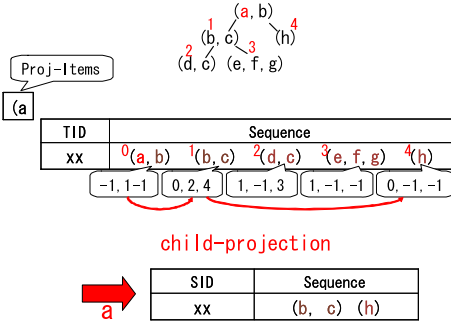 (a, b)
1 4
(b, c) (h)
2 3
(d, c) (e, f, g)
Proj-Items
(a
TID Sequence
xx 0(a, b) 1(b, c) 2(d, c) 3(e, f, g) 4(h)
-1, 1-1 0, 2, 4 1, -1, 3 1, -1, -1 0, -1, -1
child-projection
SID Sequence
a xx (b, c) (h)